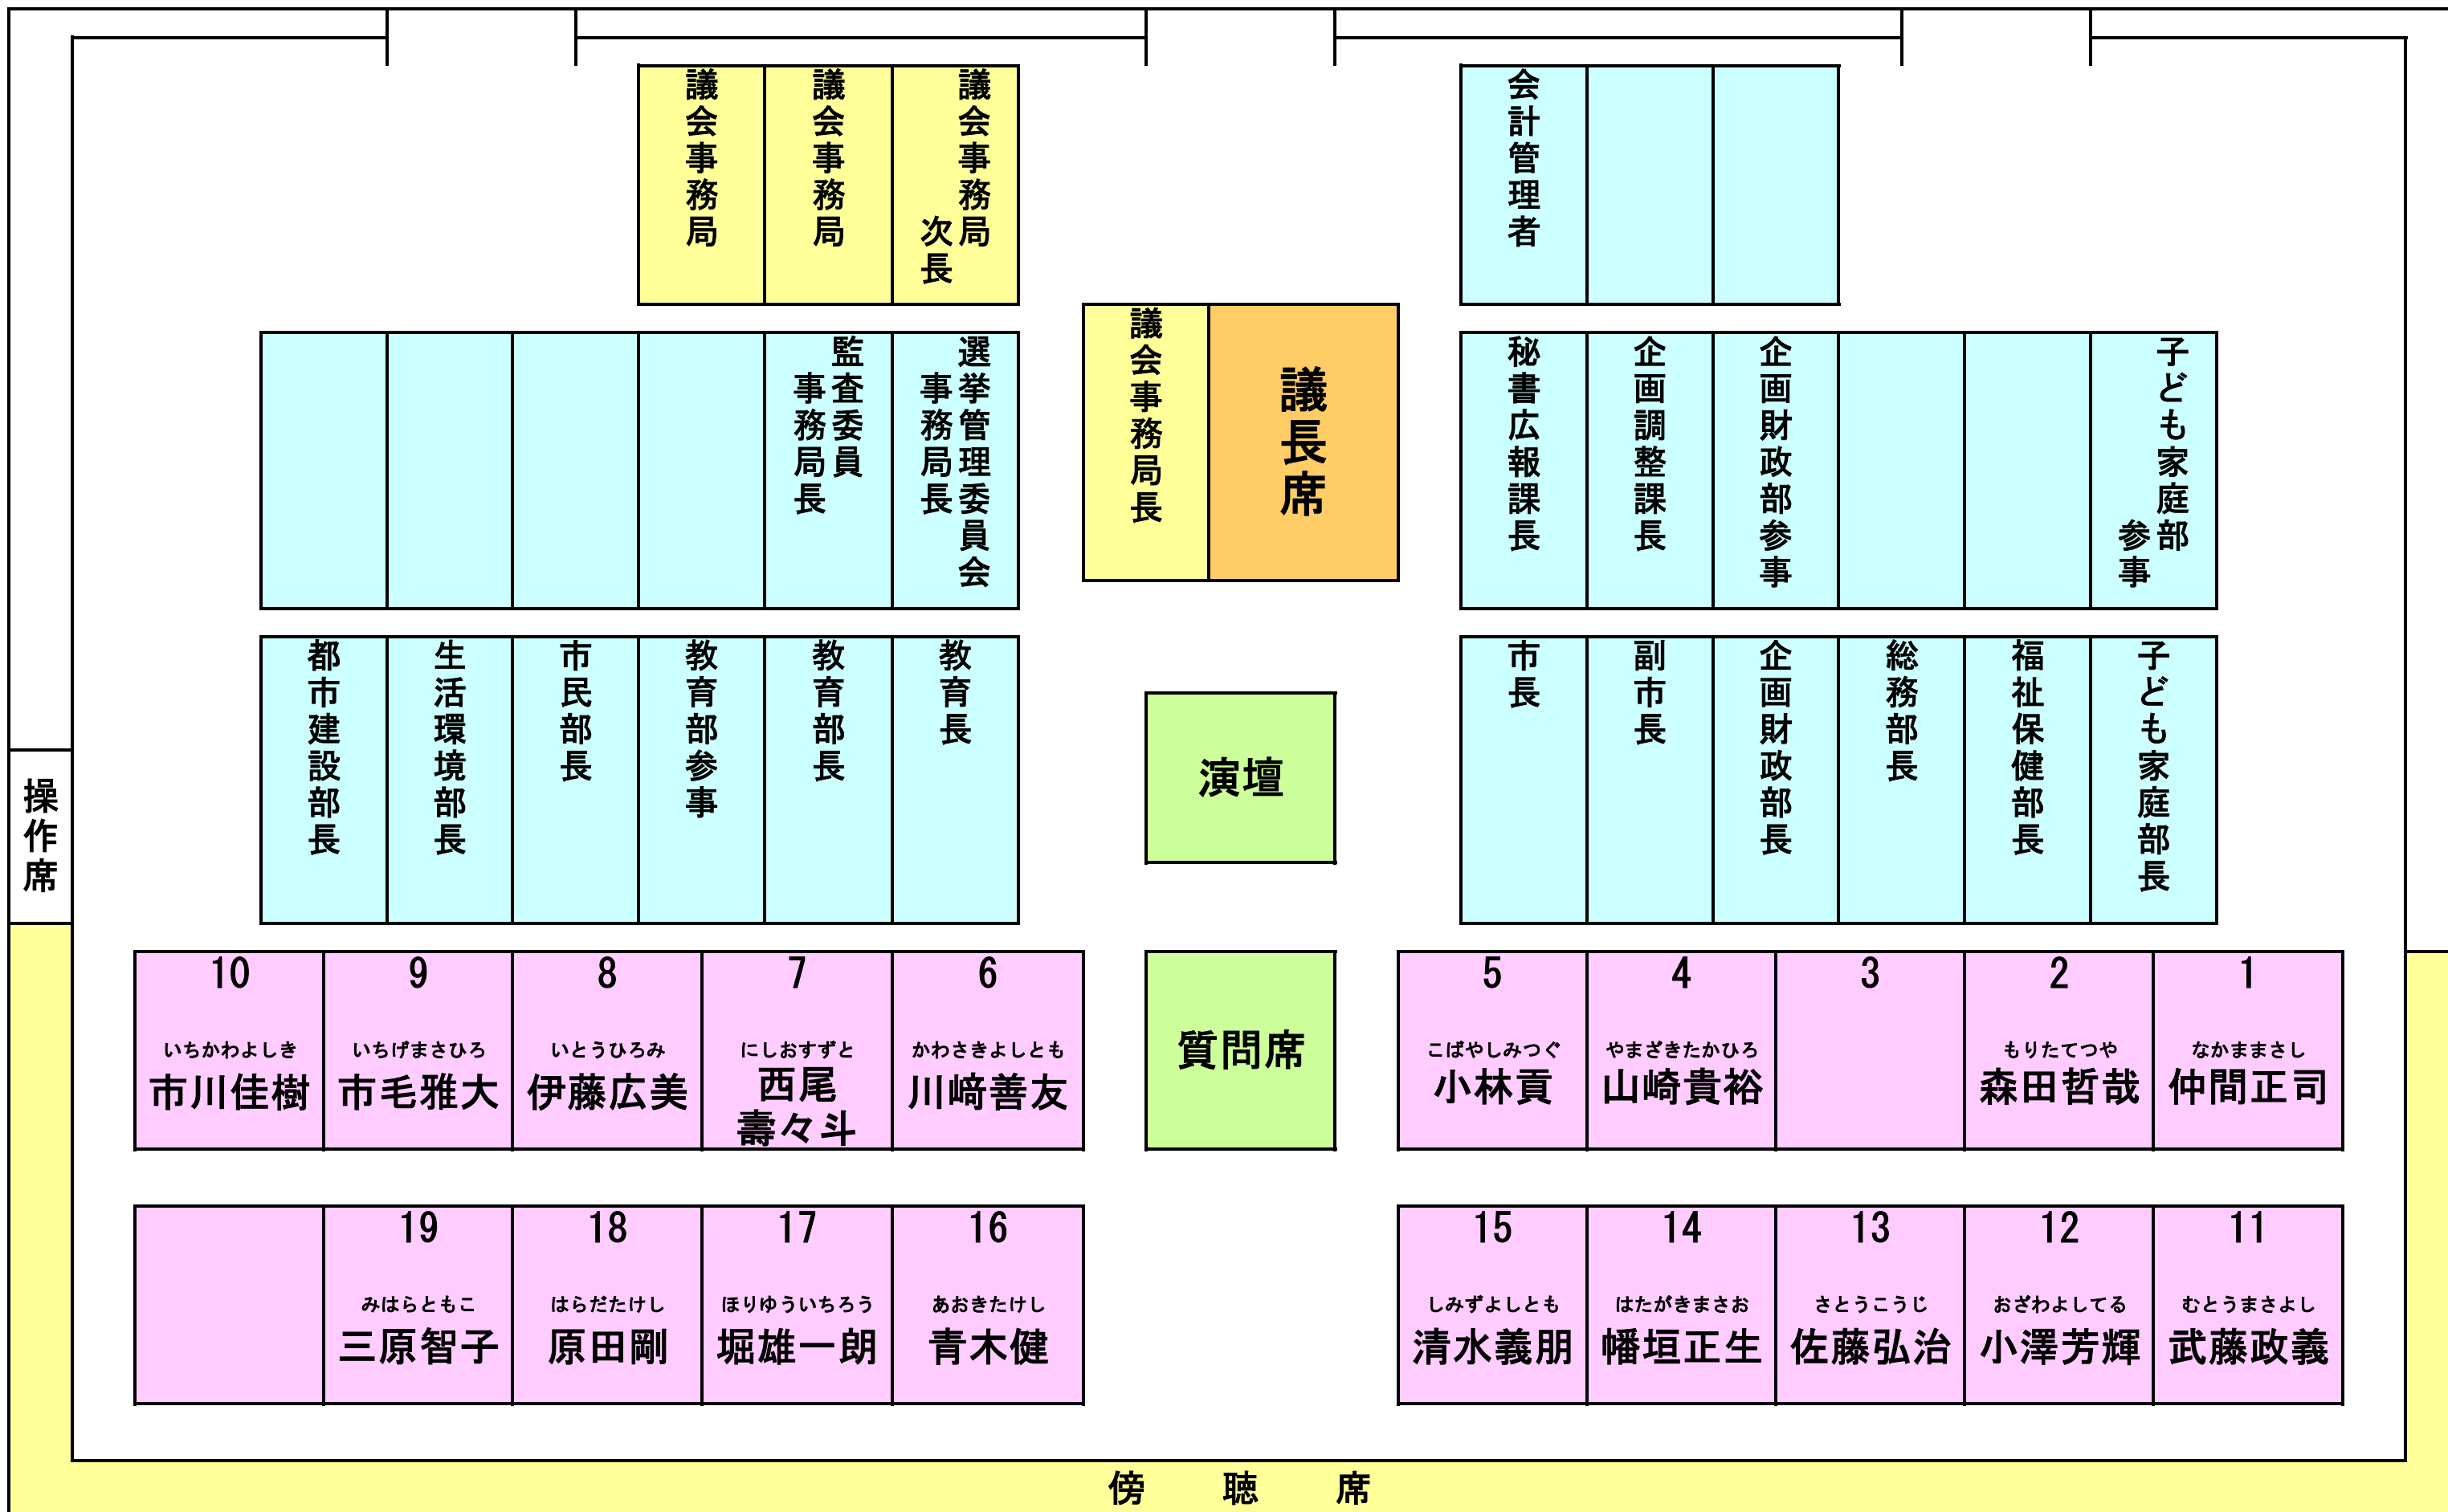 議会事務局
議会事務局
議会事務局
次長
会計管理者
監査委員
事務局長
選挙管理委員会
事務局長
議会事務局長
議長席
秘書広報課長
企画調整課長
企画財政部参事
子ども家庭部
参事
都市建設部長
生活環境部長
市民部長
教育部参事
教育部長
教育長
演壇
市長
副市長
企画財政部長
総務部長
福祉保健部長
子ども家庭部長
操作席
10
いちかわよしき
市川佳樹
9
いちげまさひろ
市毛雅大
8
いとうひろみ
伊藤広美
7
にしおすずと
西尾
壽々斗
6
かわさきよしとも
川﨑善友
質問席
5
こばやしみつぐ
小林貢
4
やまざきたかひろ
山崎貴裕
3
2
もりたてつや
森田哲哉
1
なかままさし
仲間正司
19
みはらともこ
三原智子
18
はらだたけし
原田剛
17
ほりゆういちろう
堀雄一朗
16
あおきたけし
青木健
15
しみずよしとも
清水義朋
14
はたがきまさお
幡垣正生
13
さとうこうじ
佐藤弘治
12
おざわよしてる
小澤芳輝
11
むとうまさよし
武藤政義
傍聴席